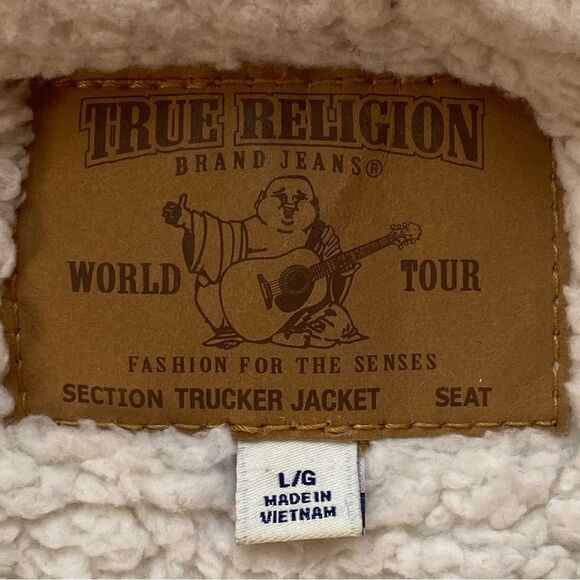 TRUE RELIGION
BRAND JEANS®
WORLD TOUR
FASHION FOR THE SENSES
SECTION TRUCKER JACKET SEAT
L/G
MADE IN
VIETNAM